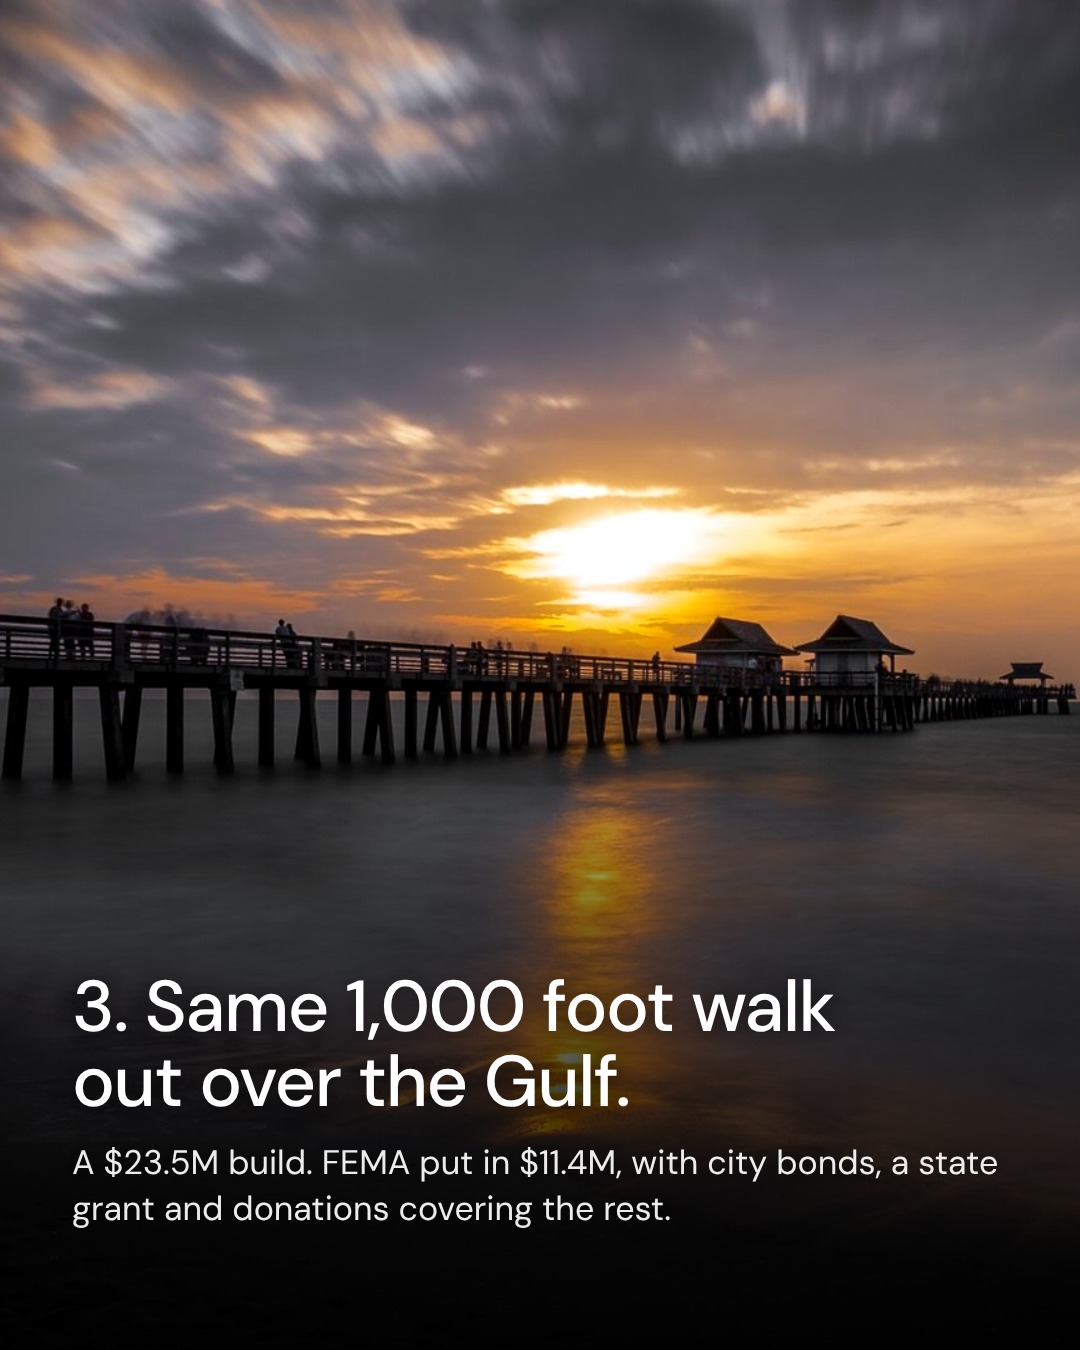 3. Same 1,000 foot walk
out over the Gulf.
A $23.5M build. FEMA put in $11.4M, with city bonds, a state
grant and donations covering the rest.